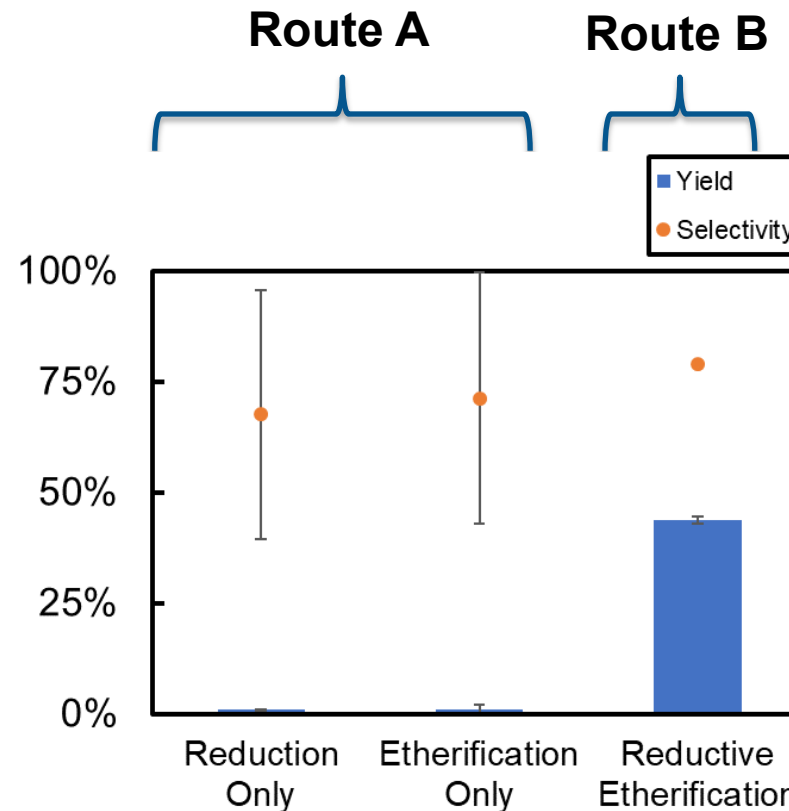 Route A
Route B
Yield
Selectivity
100%
75%
50%
25%
0%
Reduction
Only
Etherification
Only
Reductive
Etherification